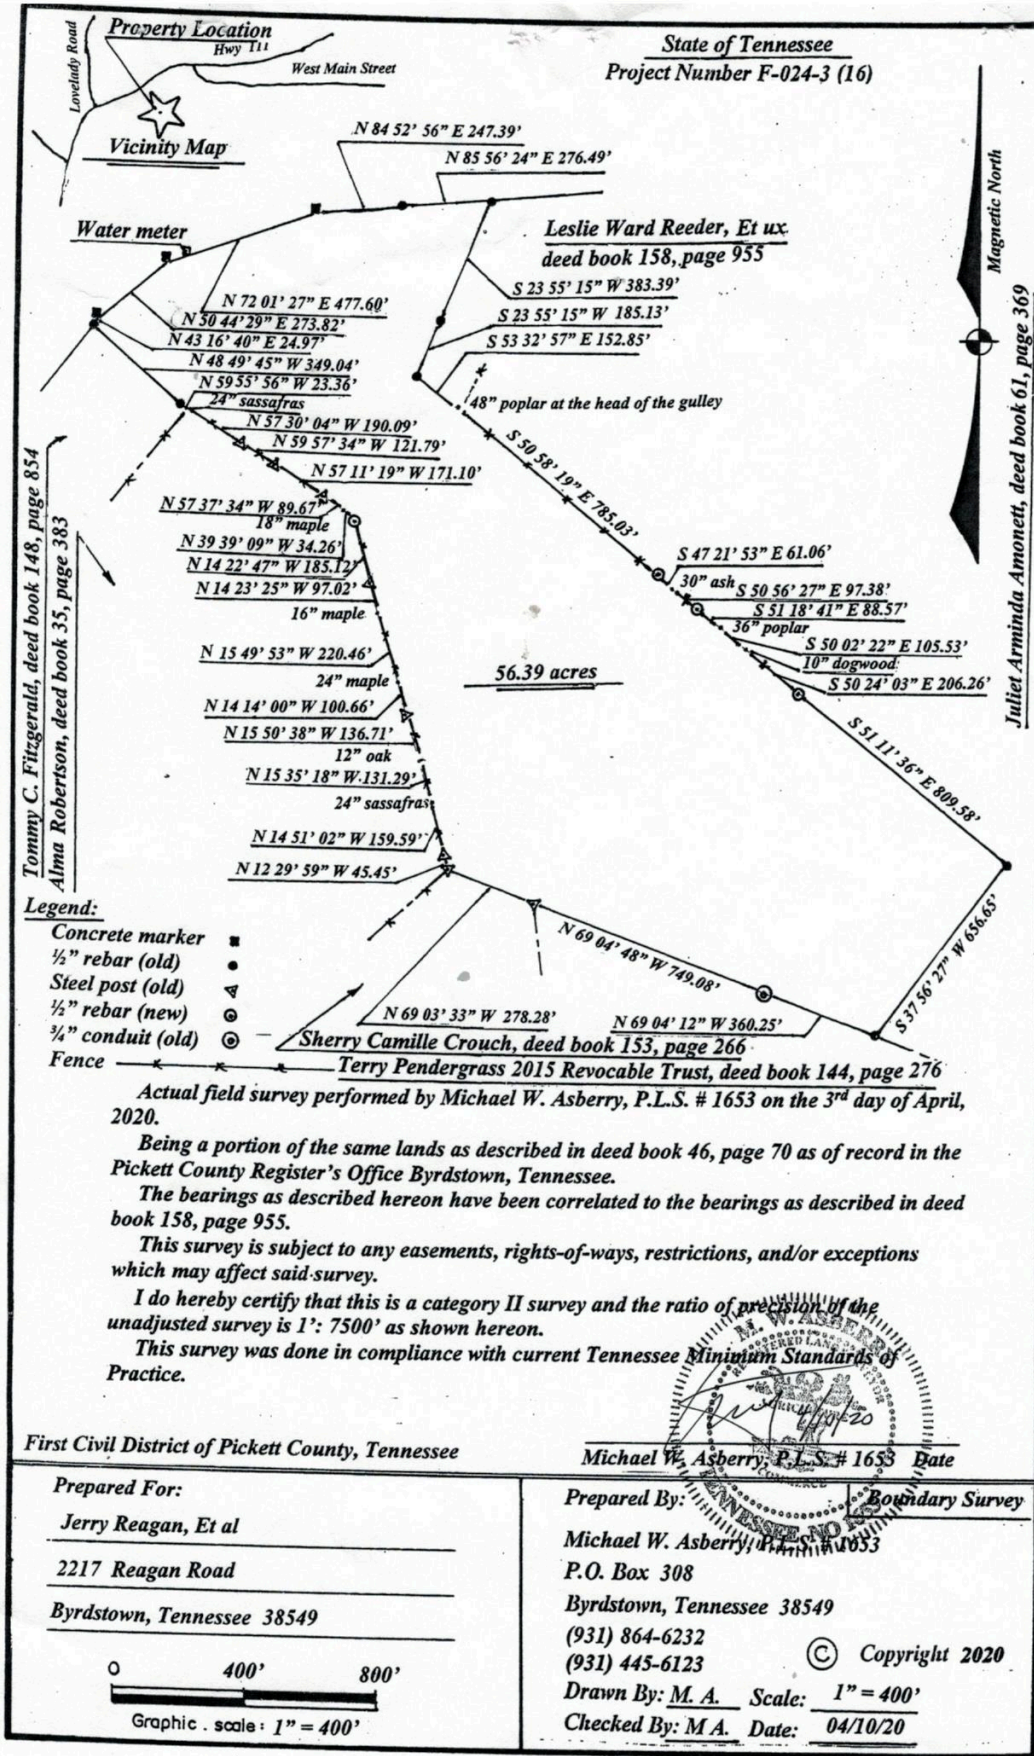 Property Location
Hwy 111
West Main Street
Lovelady Road
Vicinity Map
State of Tennessee
Project Number F-024-3 (16)
N 84 52' 56" E 247.39'
N 85 56' 24" E 276.49'
Magnetic North
Water meter
Leslie Ward Reeder, Et ux.
deed book 158, page 955
S 23 55' 15" W 383.39'
S 23 55' 15" W 185.13'
S 53 32' 57" E 152.85'
N 72 01' 27" E 477.60'
N 50 44' 29" E 273.82'
N 43 16' 40" E 24.97'
N 48 49' 45" W 349.04'
N 59 55' 56" W 23.36'
24" sassafras
48" poplar at the head of the gulley
N 57 30' 04" W 190.09'
N 59 57' 34" W 121.79'
N 57 11' 19" W 171.10'
S 50 58' 19" E 785.03'
N 57 37' 34" W 89.67'
18" maple
N 39 39' 09" W 34.26'
N 14 22' 47" W 185.12'
N 14 23' 25" W 97.02'
16" maple
S 47 21' 53" E 61.06'
30" ash
S 50 56' 27" E 97.38'
S 51 18' 41" E 88.57'
36" poplar
S 50 02' 22" E 105.53'
10" dogwood
S 50 24' 03" E 206.26'
Juliet Arminda Amonett, deed book 61, page 369
N 15 49' 53" W 220.46'
24" maple
56.39 acres
N 14 14' 00" W 100.66'
N 15 50' 38" W 136.71'
12" oak
N 15 35' 18" W 131.29'
24" sassafras
S 51 11' 36" E 809.58'
N 14 51' 02" W 159.59'
N 12 29' 59" W 45.45'
Tommy C. Fitzgerald, deed book 148, page 854
Alma Robertson, deed book 35, page 383
N 69 04' 48" W 749.08'
S 37 56' 27" W 656.65'
N 69 03' 33" W 278.28'
N 69 04' 12" W 360.25'
Legend:
Concrete marker
½" rebar (old)
Steel post (old)
½" rebar (new)
¾" conduit (old)
Fence
Sherry Camille Crouch, deed book 153, page 266
Terry Pendergrass 2015 Revocable Trust, deed book 144, page 276
Actual field survey performed by Michael W. Asberry, P.L.S. # 1653 on the 3rd day of April,
2020.
Being a portion of the same lands as described in deed book 46, page 70 as of record in the
Pickett County Register's Office Byrdstown, Tennessee.
The bearings as described hereon have been correlated to the bearings as described in deed
book 158, page 955.
This survey is subject to any easements, rights-of-ways, restrictions, and/or exceptions
which may affect said survey.
I do hereby certify that this is a category II survey and the ratio of precision of the
unadjusted survey is 1': 7500' as shown hereon.
This survey was done in compliance with current Tennessee Minimum Standards of
Practice.
M. W. ASBERRY
REGISTERED LAND SURVEYOR
COMMERCE
TENNESSEE NO 1653
First Civil District of Pickett County, Tennessee
Michael W. Asberry, P.L.S. # 1653 Date
Prepared For:
Jerry Reagan, Et al
2217 Reagan Road
Byrdstown, Tennessee 38549
0 400' 800'
Graphic . scale : 1" = 400'
Prepared By:
Boundary Survey
Michael W. Asberry, P.L.S. # 1653
P.O. Box 308
Byrdstown, Tennessee 38549
(931) 864-6232
(931) 445-6123
© Copyright 2020
Drawn By: M. A. Scale: 1" = 400'
Checked By: M A. Date: 04/10/20